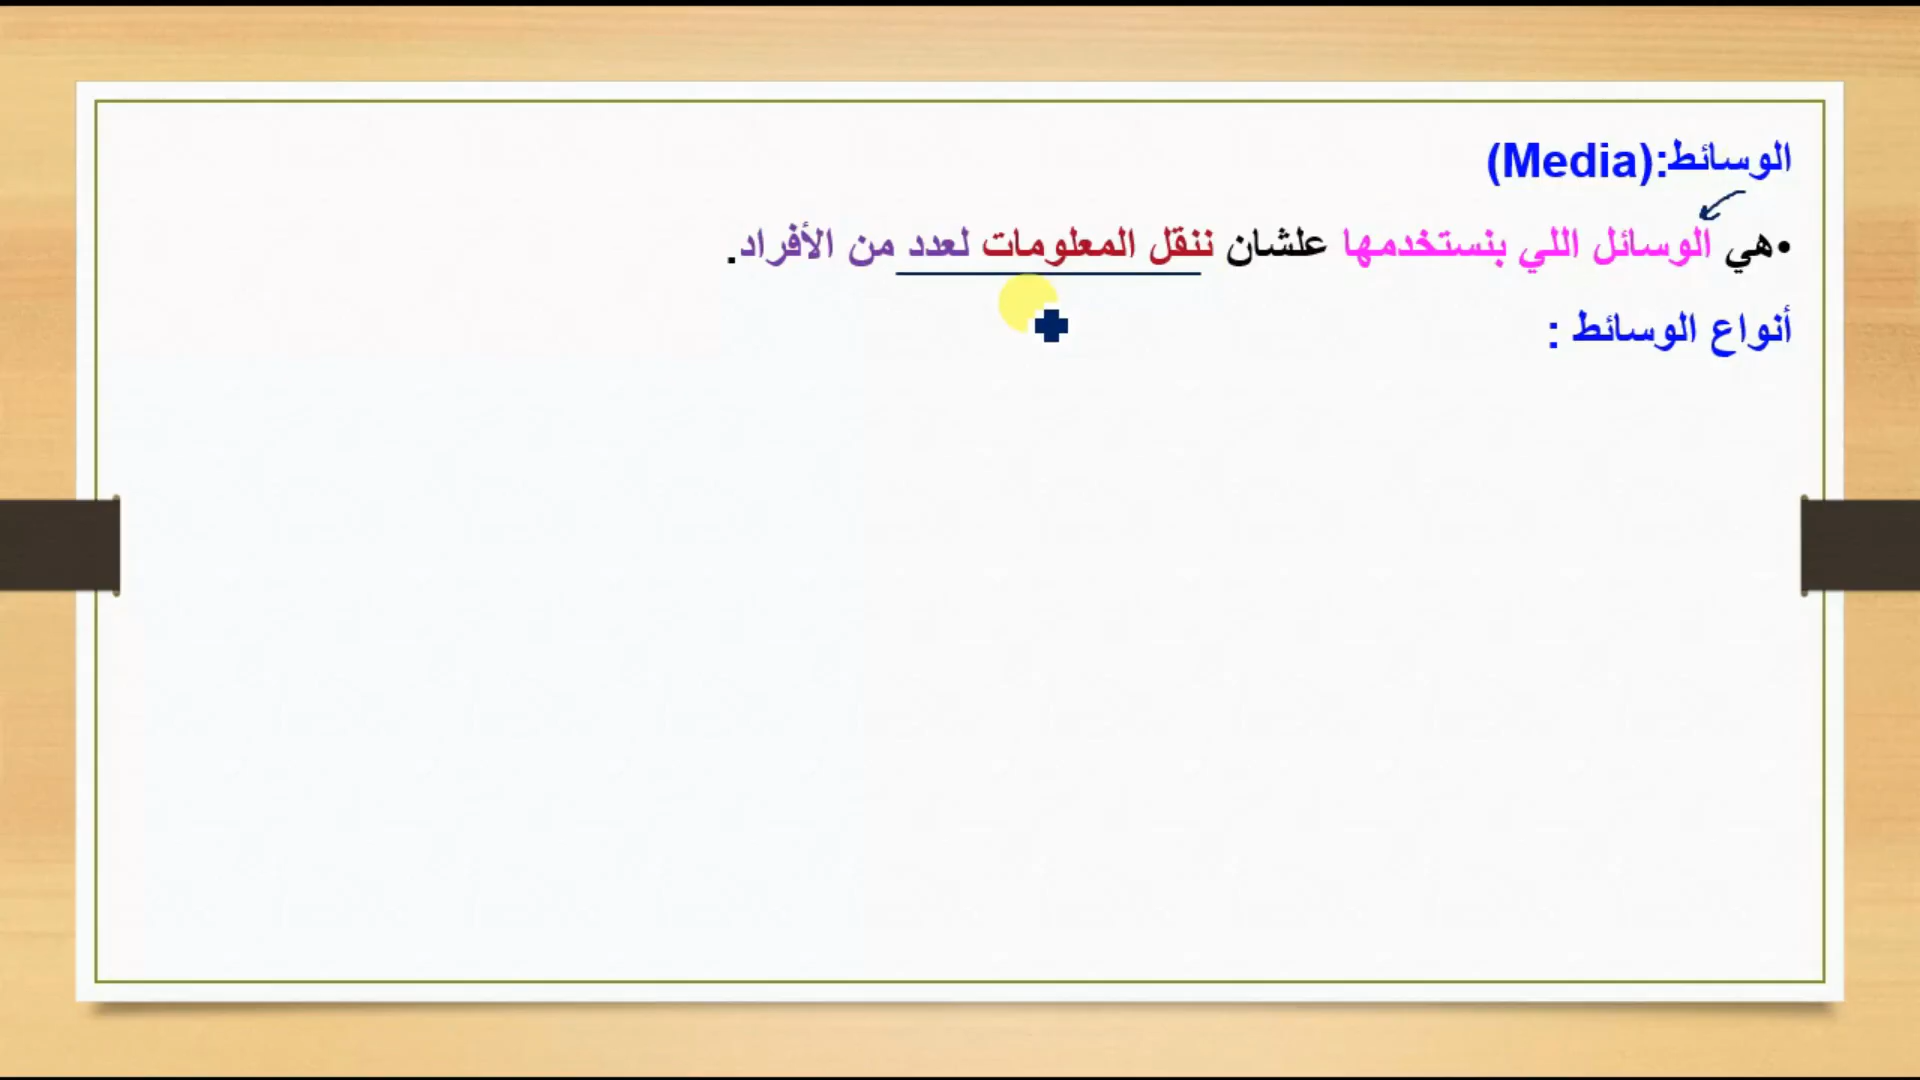 الوسائط:(Media)
•هي الوسائل اللي بنستخدمها علشان ننقل المعلومات لعدد من الأفراد.
أنواع الوسائط :